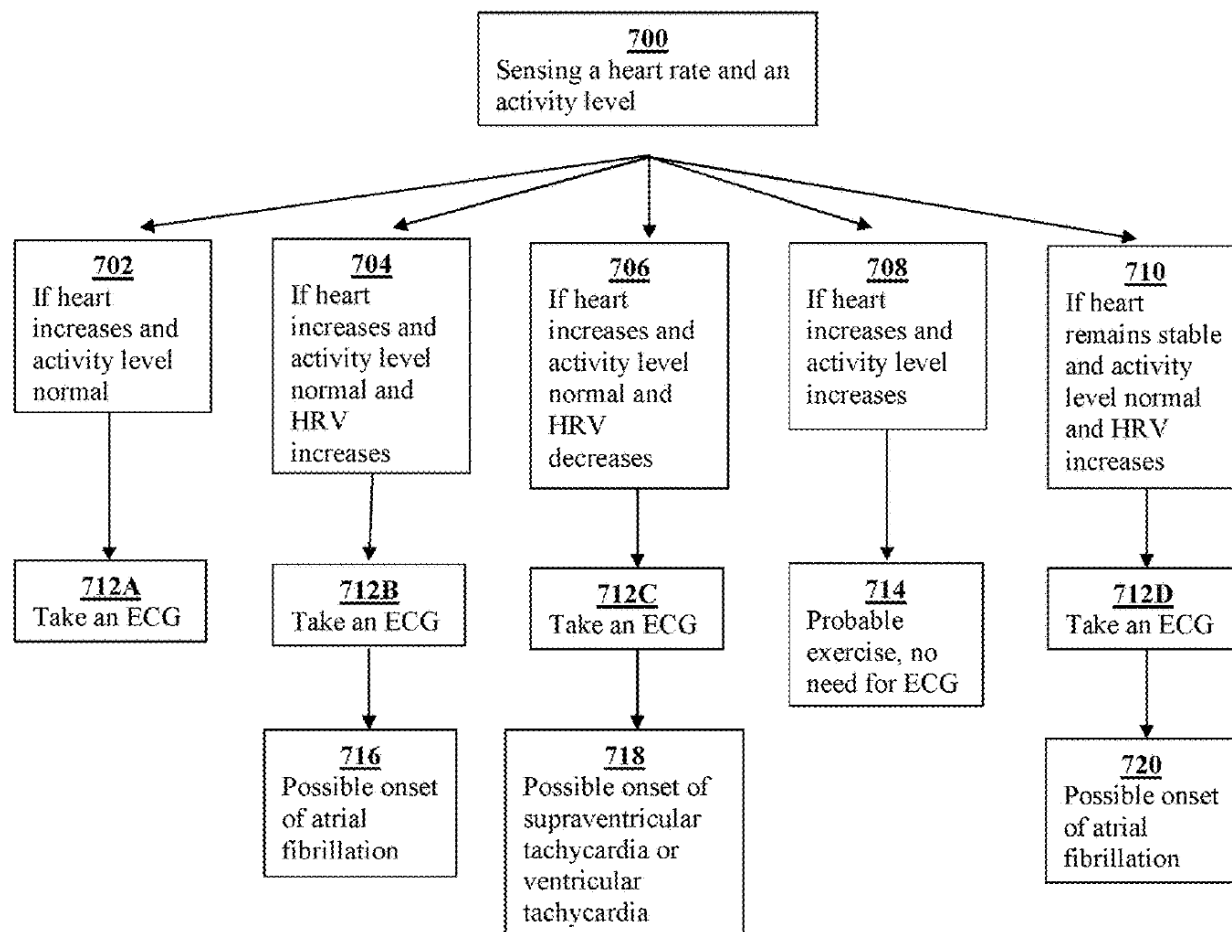 700
Sensing a heart rate and an
activity level
702
If heart
increases and
activity level
normal
704
If heart
increases and
activity level
normal and
HRV
increases
706
If heart
increases and
activity level
normal and
HRV
decreases
708
If heart
increases and
activity level
increases
710
If heart
remains stable
and activity
level normal
and HRV
increases
712A
Take an ECG
712B
Take an ECG
712C
Take an ECG
714
Probable
exercise, no
need for ECG
712D
Take an ECG
716
Possible onset
of atrial
fibrillation
718
Possible onset of
supraventricular
tachycardia or
ventricular
tachycardia
720
Possible onset
of atrial
fibrillation